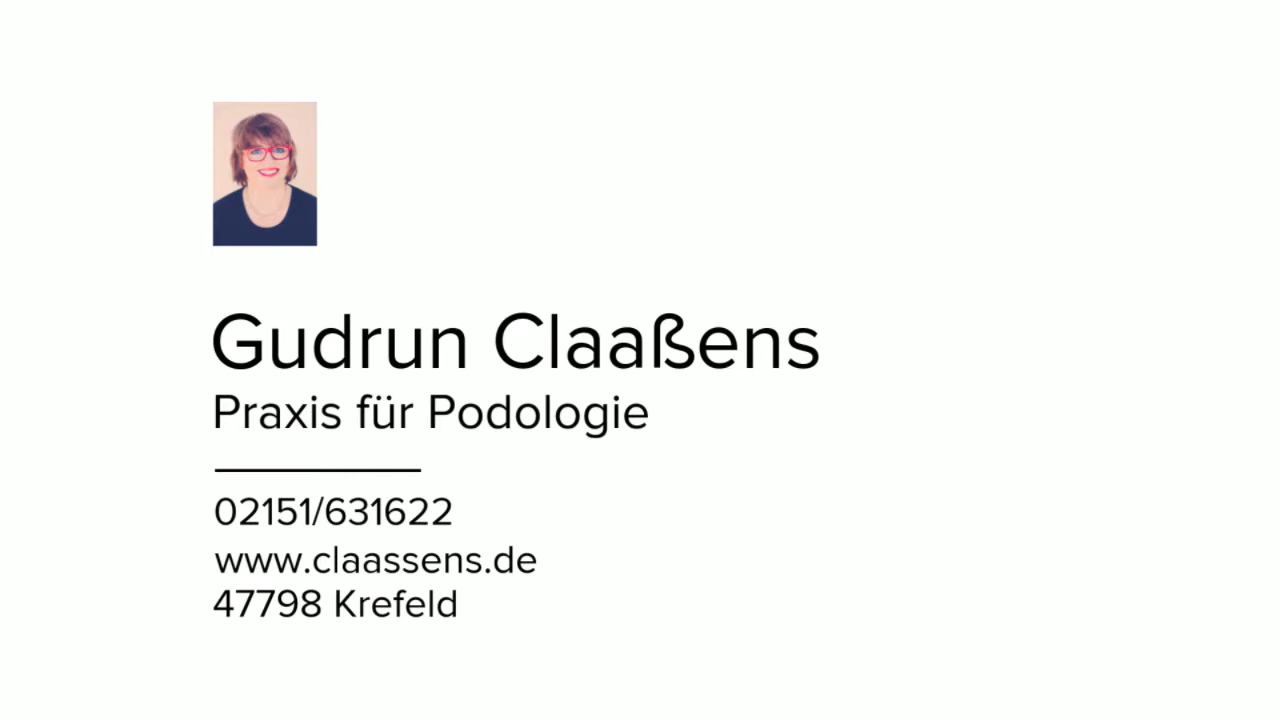 Gudrun Claaßens
Praxis für Podologie
02151/631622
www.claassens.de
47798 Krefeld